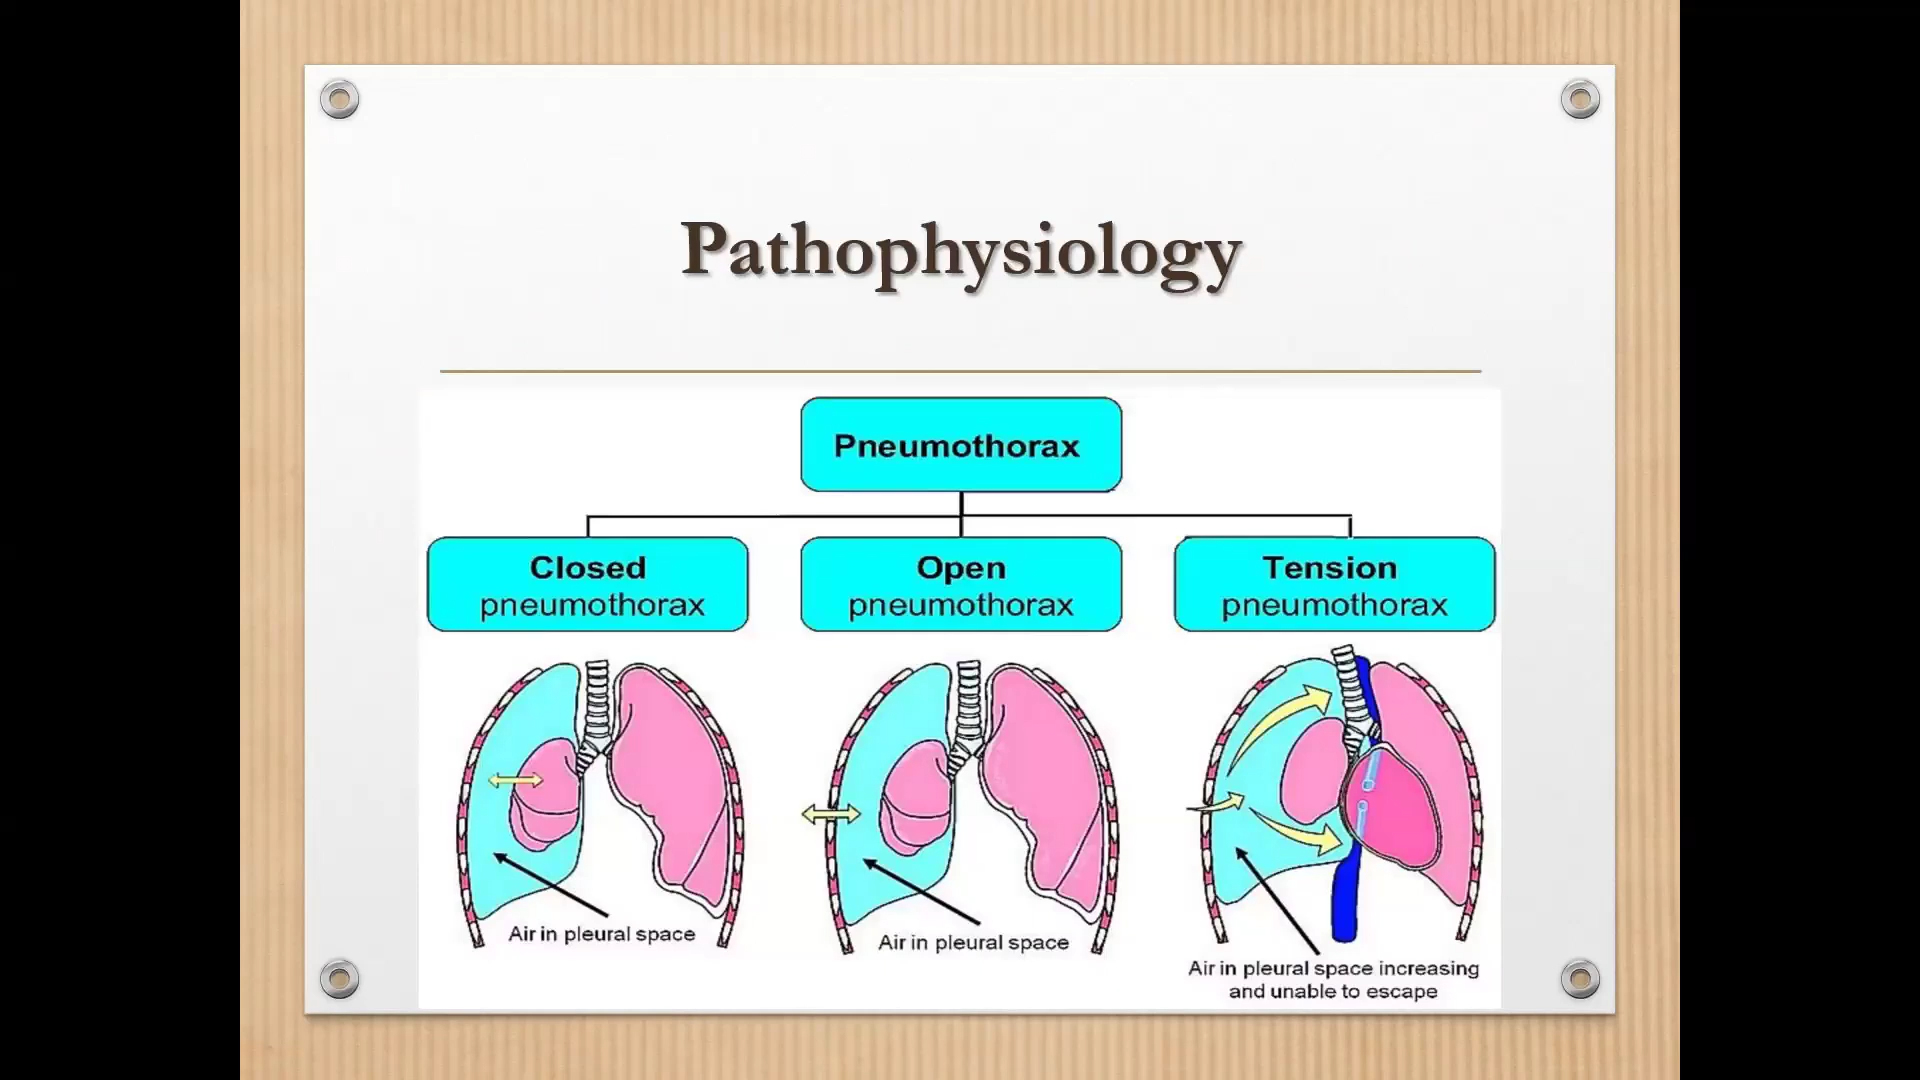 Pathophysiology
Pneumothorax
Closed
pneumothorax
Open
pneumothorax
Tension
pneumothorax
Air in pleural space
Air in pleural space
Air in pleural space increasing
and unable to escape